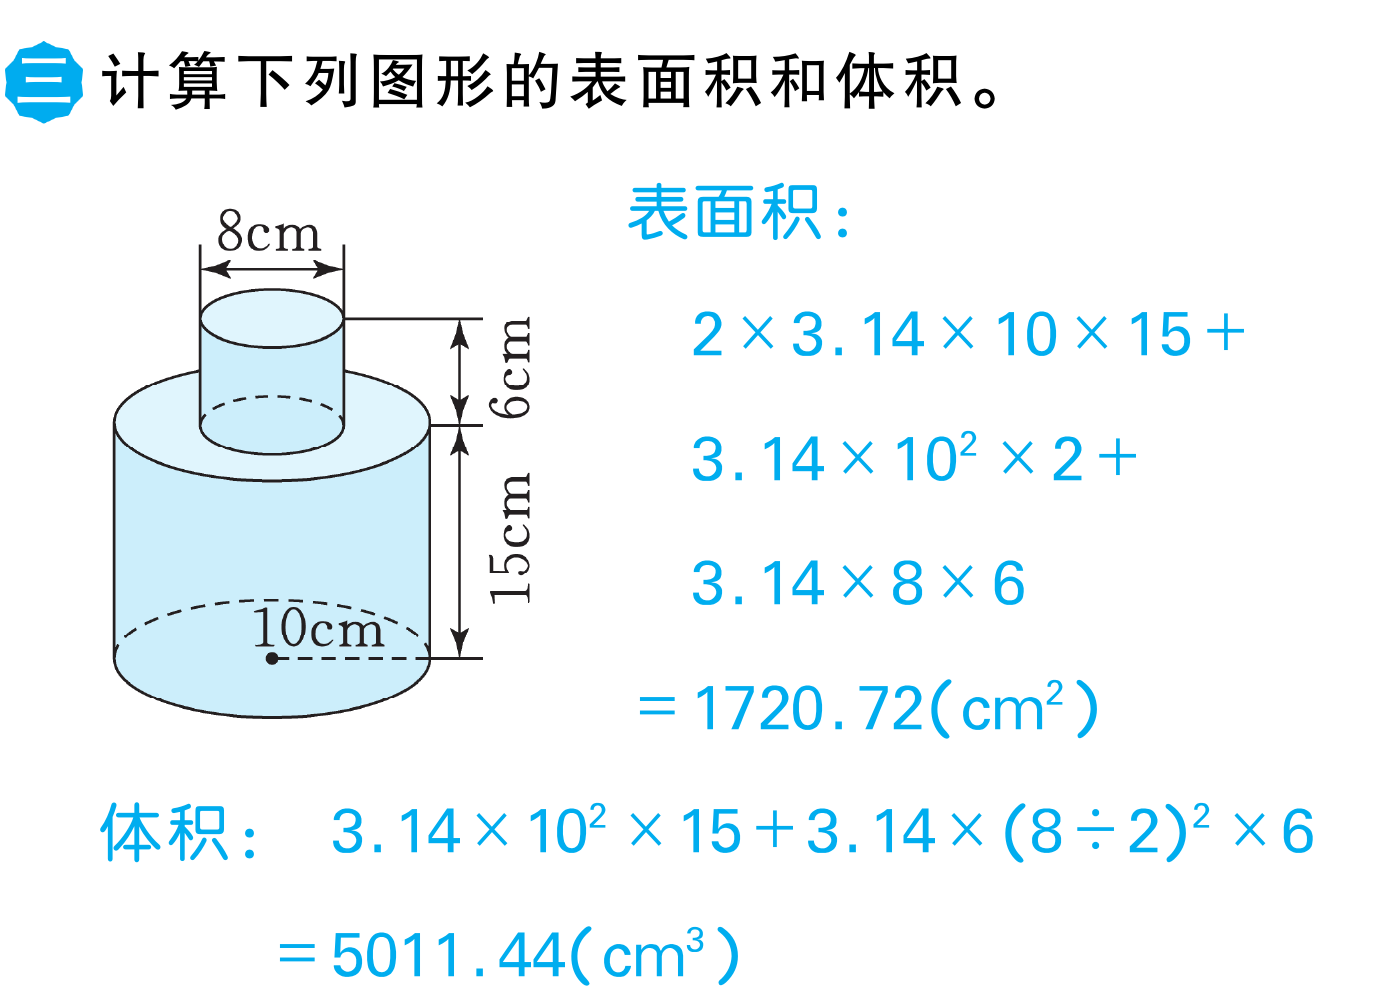 三 计算下列图形的表面积和体积。
8cm
6cm
15cm
10cm
表面积：
2×3.14×10×15+
3.14×10²×2+
3.14×8×6
=1720.72(cm²)
体积： 3.14×10²×15+3.14×(8÷2)²×6
=5011.44(cm³)